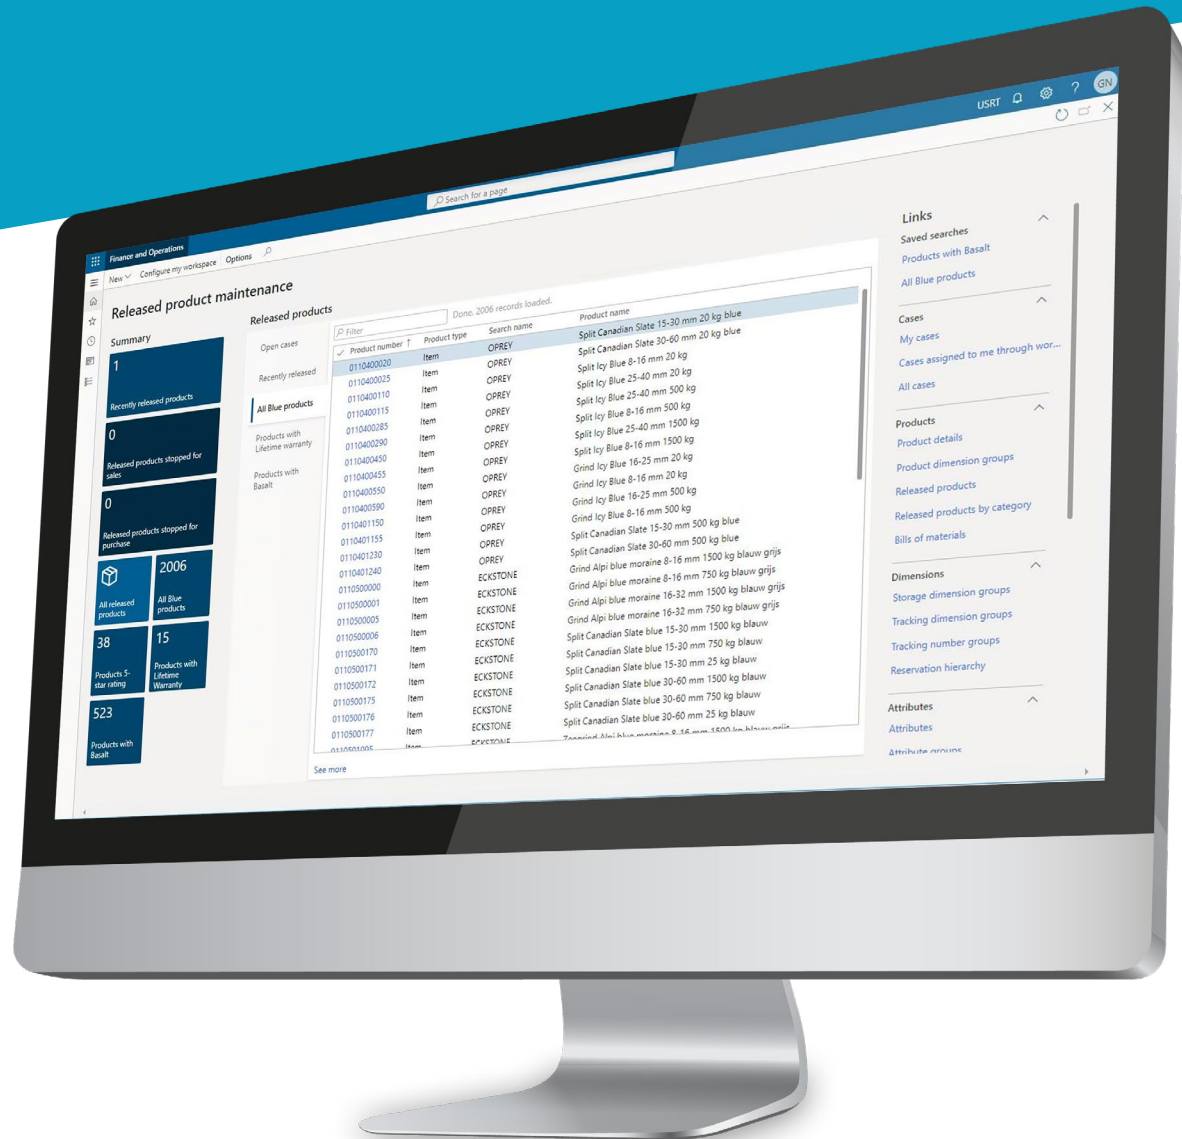 Finance and Operations
Search for a page
USRT
?
GN
New
Configure my workspace
Options
Released product maintenance
Summary
1
Recently released products
0
Released products stopped for
sales
0
Released products stopped for
purchase
All released
products
2006
All Blue
products
38
Products 5-
star rating
15
Products with
Lifetime
Warranty
523
Products with
Basalt
Released products
Open cases
Recently released
All Blue products
Products with
Lifetime warranty
Products with
Basalt
Filter
Done. 2006 records loaded.
Product number ↑ Product type Search name Product name
0110400020 Item OPREY Split Canadian Slate 15-30 mm 20 kg blue
0110400025 Item OPREY Split Canadian Slate 30-60 mm 20 kg blue
0110400110 Item OPREY Split Icy Blue 8-16 mm 20 kg
0110400115 Item OPREY Split Icy Blue 25-40 mm 20 kg
0110400285 Item OPREY Split Icy Blue 25-40 mm 500 kg
0110400290 Item OPREY Split Icy Blue 8-16 mm 500 kg
0110400450 Item OPREY Split Icy Blue 25-40 mm 1500 kg
0110400455 Item OPREY Split Icy Blue 8-16 mm 1500 kg
0110400550 Item OPREY Grind Icy Blue 16-25 mm 20 kg
0110400590 Item OPREY Grind Icy Blue 8-16 mm 20 kg
0110401150 Item OPREY Grind Icy Blue 16-25 mm 500 kg
0110401155 Item OPREY Grind Icy Blue 8-16 mm 500 kg
0110401230 Item OPREY Split Canadian Slate 15-30 mm 500 kg blue
0110401240 Item OPREY Split Canadian Slate 30-60 mm 500 kg blue
0110500000 Item ECKSTONE Grind Alpi blue moraine 8-16 mm 1500 kg blauw grijs
0110500001 Item ECKSTONE Grind Alpi blue moraine 8-16 mm 750 kg blauw grijs
0110500005 Item ECKSTONE Grind Alpi blue moraine 16-32 mm 1500 kg blauw grijs
0110500006 Item ECKSTONE Grind Alpi blue moraine 16-32 mm 750 kg blauw grijs
0110500170 Item ECKSTONE Split Canadian Slate blue 15-30 mm 1500 kg blauw
0110500171 Item ECKSTONE Split Canadian Slate blue 15-30 mm 750 kg blauw
0110500172 Item ECKSTONE Split Canadian Slate blue 15-30 mm 25 kg blauw
0110500175 Item ECKSTONE Split Canadian Slate blue 30-60 mm 1500 kg blauw
0110500176 Item ECKSTONE Split Canadian Slate blue 30-60 mm 750 kg blauw
0110500177 Item ECKSTONE Split Canadian Slate blue 30-60 mm 25 kg blauw
Item ECKSTONE
See more
Links
Saved searches
Products with Basalt
All Blue products
Cases
My cases
Cases assigned to me through wor...
All cases
Products
Product details
Product dimension groups
Released products
Released products by category
Bills of materials
Dimensions
Storage dimension groups
Tracking dimension groups
Tracking number groups
Reservation hierarchy
Attributes
Attributes
Attribute groups